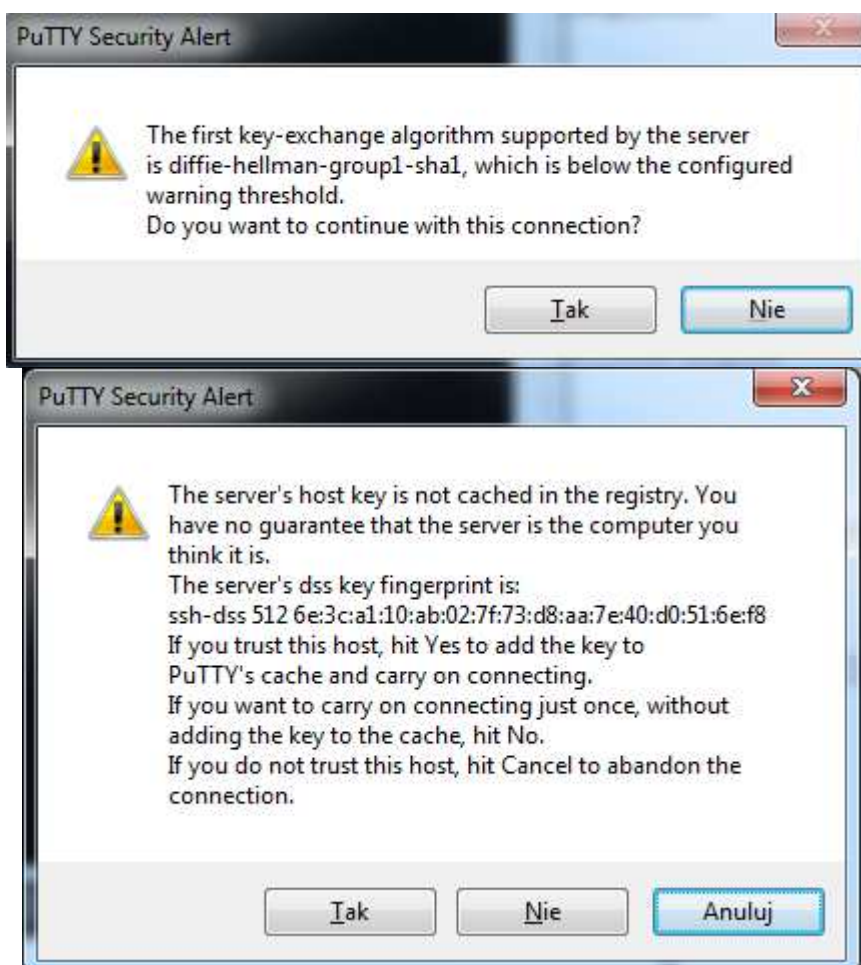 PuTTY Security Alert
The first key-exchange algorithm supported by the server
is diffie-hellman-group1-sha1, which is below the configured
warning threshold.
Do you want to continue with this connection?
Tak
Nie
PuTTY Security Alert
The server's host key is not cached in the registry. You
have no guarantee that the server is the computer you
think it is.
The server's dss key fingerprint is:
ssh-dss 512 6e:3c:a1:10:ab:02:7f:73:d8:aa:7e:40:d0:51:6e:f8
If you trust this host, hit Yes to add the key to
PuTTY's cache and carry on connecting.
If you want to carry on connecting just once, without
adding the key to the cache, hit No.
If you do not trust this host, hit Cancel to abandon the
connection.
Tak
Nie
Anuluj